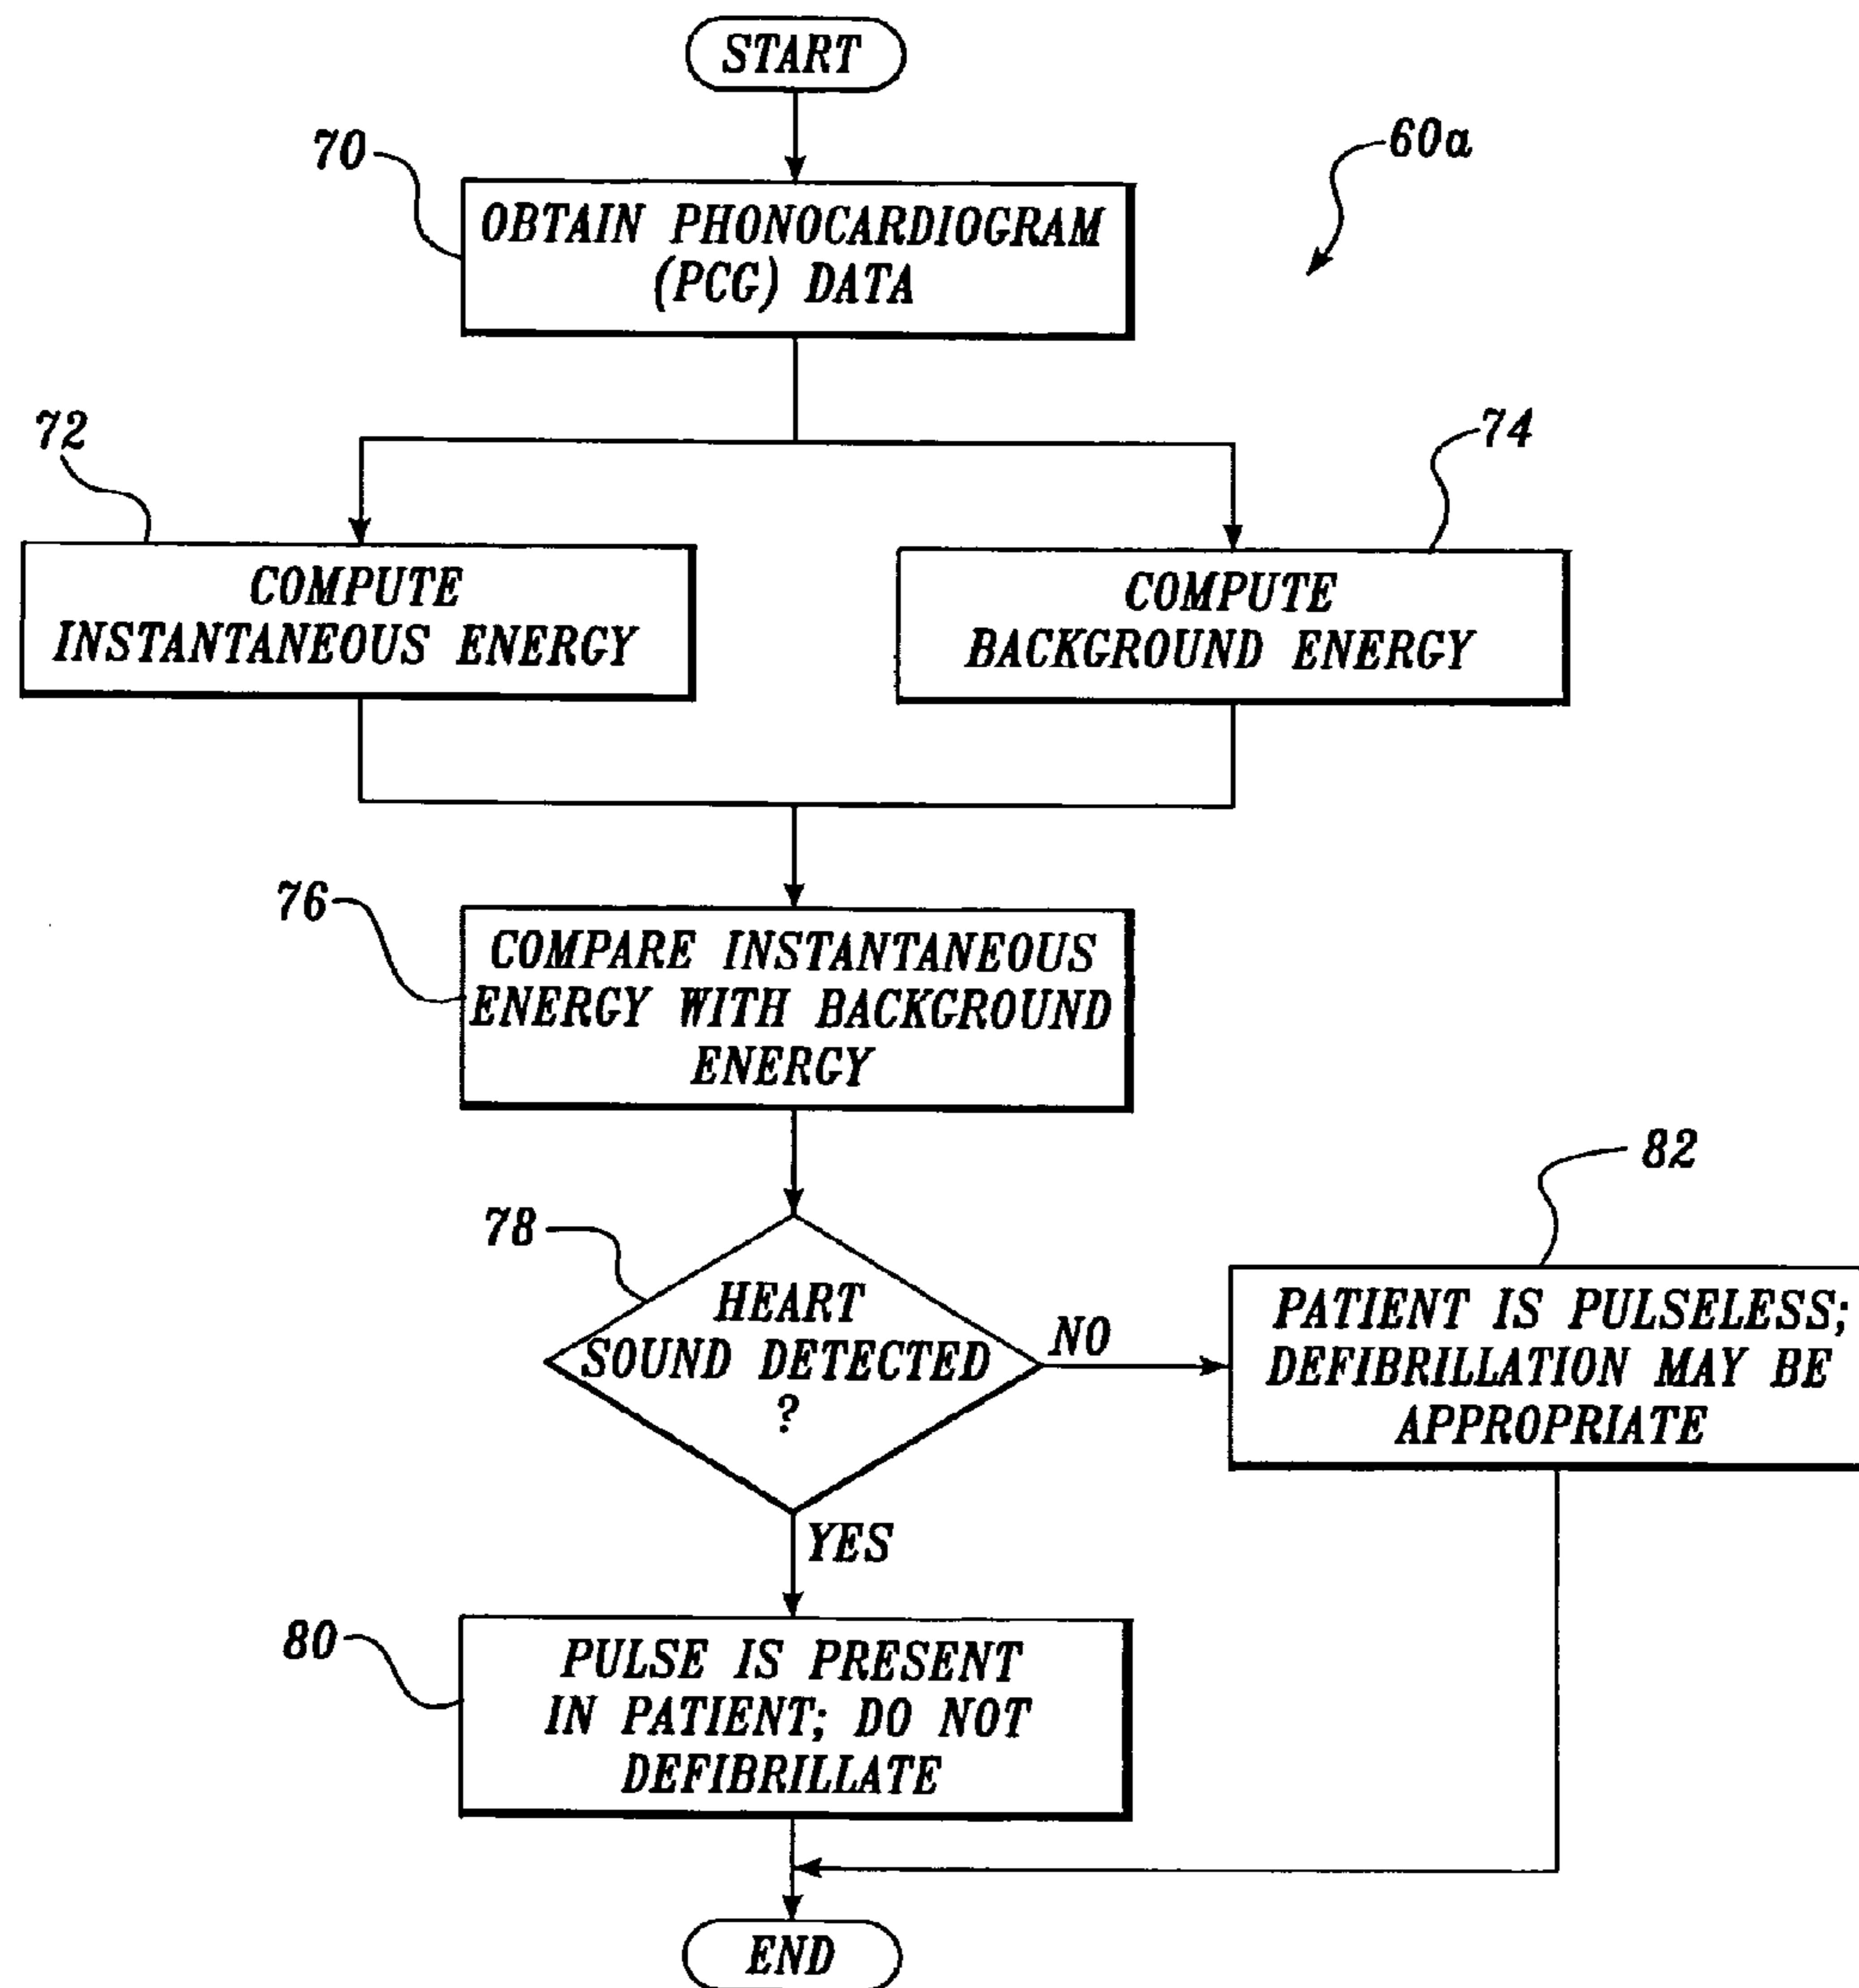 START
70
60a
OBTAIN PHONOCARDIOGRAM
(PCG) DATA
72
74
COMPUTE
INSTANTANEOUS ENERGY
COMPUTE
BACKGROUND ENERGY
76
COMPARE INSTANTANEOUS
ENERGY WITH BACKGROUND
ENERGY
78
HEART
SOUND DETECTED
?
NO
82
PATIENT IS PULSELESS;
DEFIBRILLATION MAY BE
APPROPRIATE
YES
80
PULSE IS PRESENT
IN PATIENT; DO NOT
DEFIBRILLATE
END